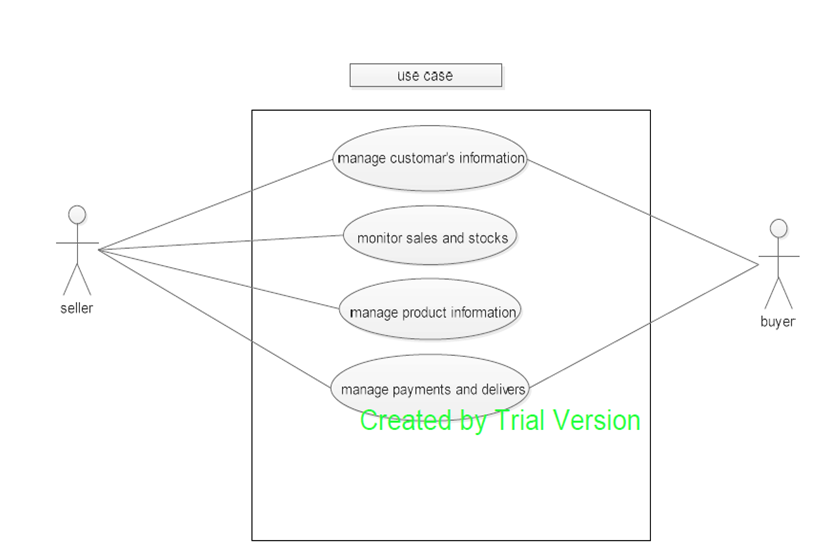 use case
manage customar's information
monitor sales and stocks
seller
manage product information
buyer
manage payments and delivers
Created by Trial Version